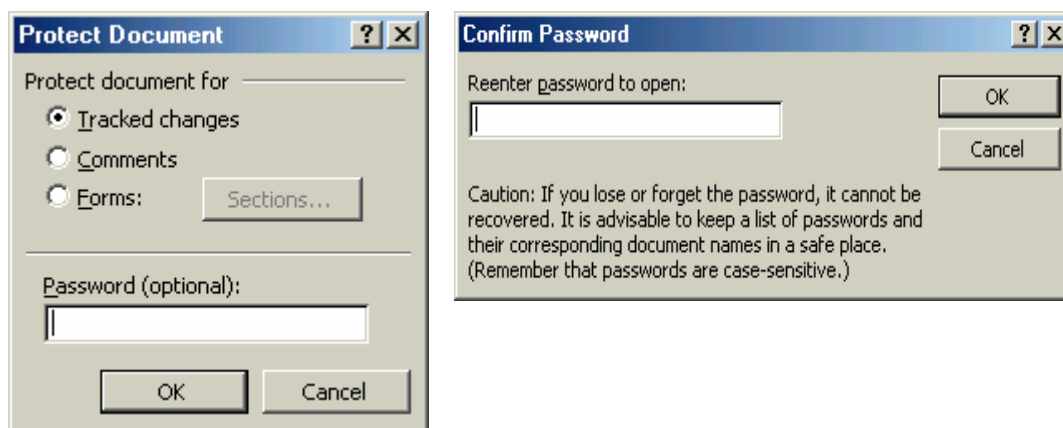 Protect Document
Protect document for
Tracked changes
Comments
Forms:
Sections...
Password (optional):
OK
Cancel
Confirm Password
Reenter password to open:
OK
Cancel
Caution: If you lose or forget the password, it cannot be
recovered. It is advisable to keep a list of passwords and
their corresponding document names in a safe place.
(Remember that passwords are case-sensitive.)